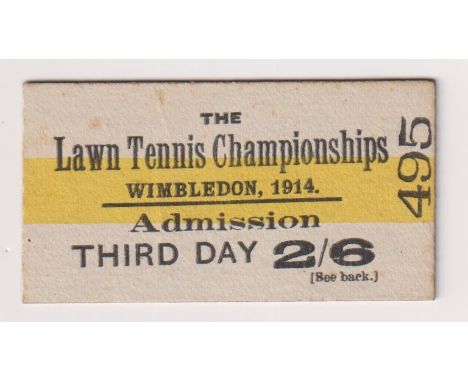 THE
Lawn Tennis Championships
WIMBLEDON, 1914.
Admission
THIRD DAY 2/6
[See back.]
495